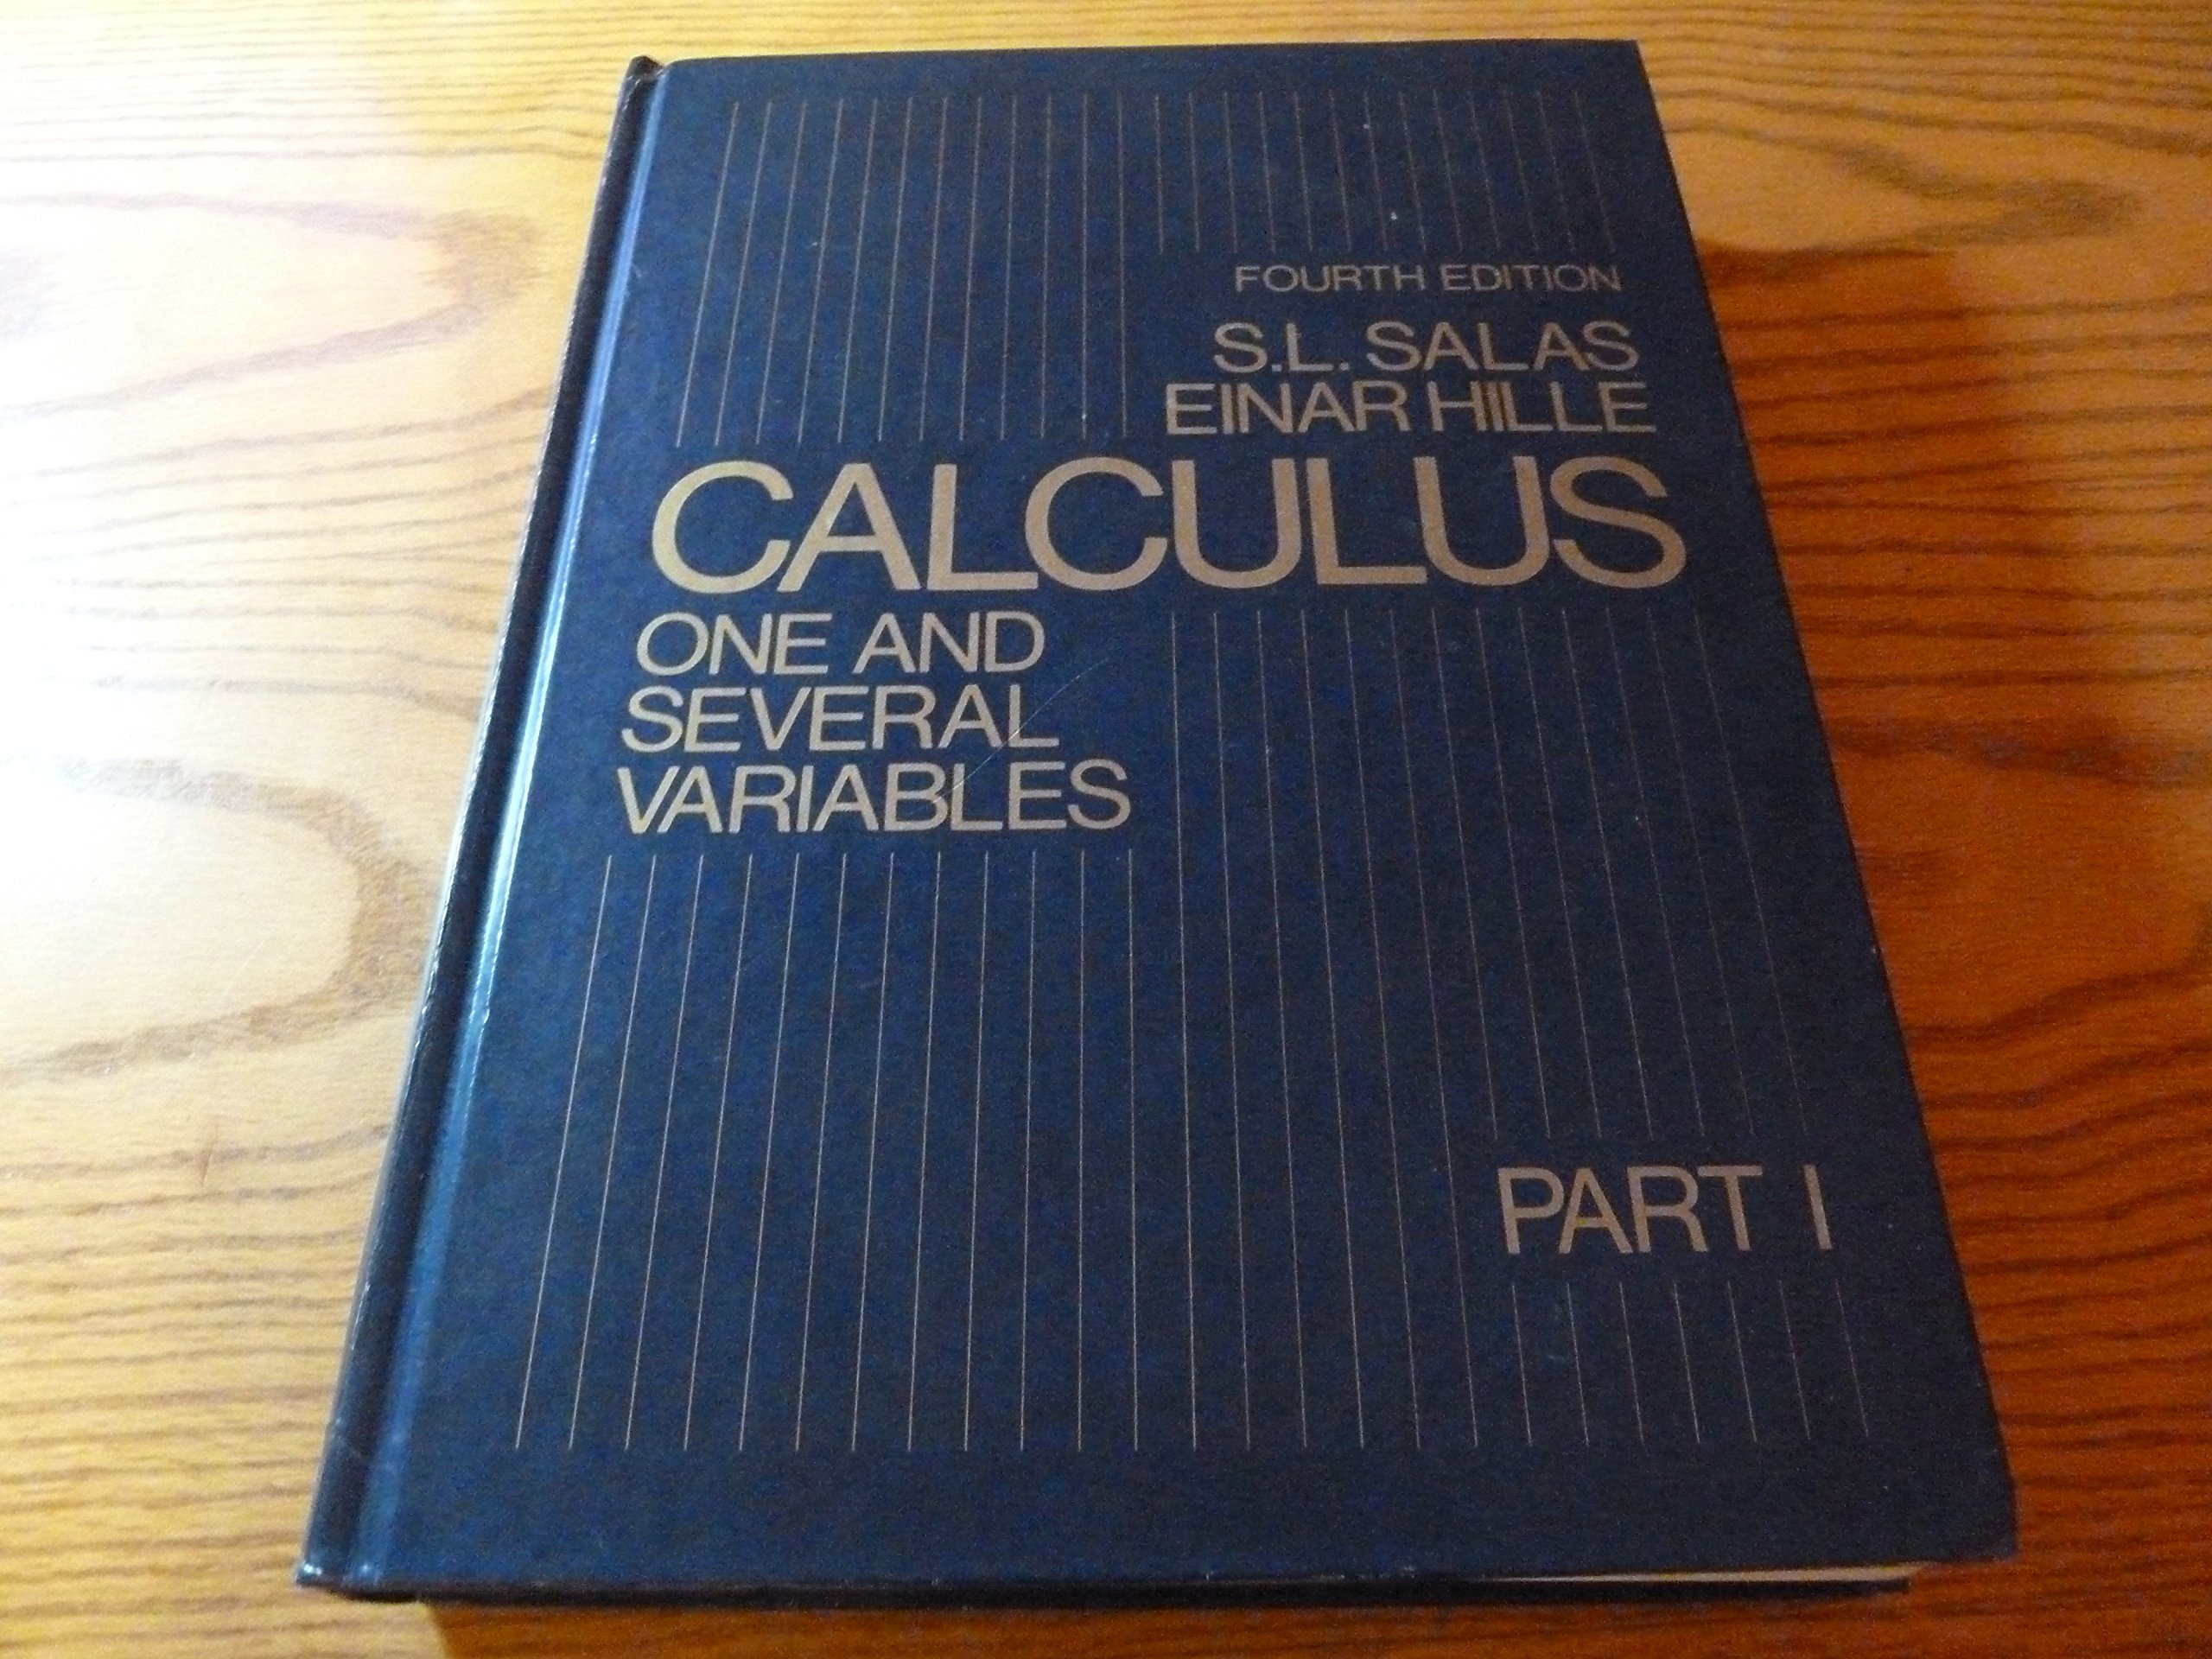 FOURTH EDITION
S.L. SALAS
EINAR HILLE
CALCULUS
ONE AND
SEVERAL
VARIABLES
PART I